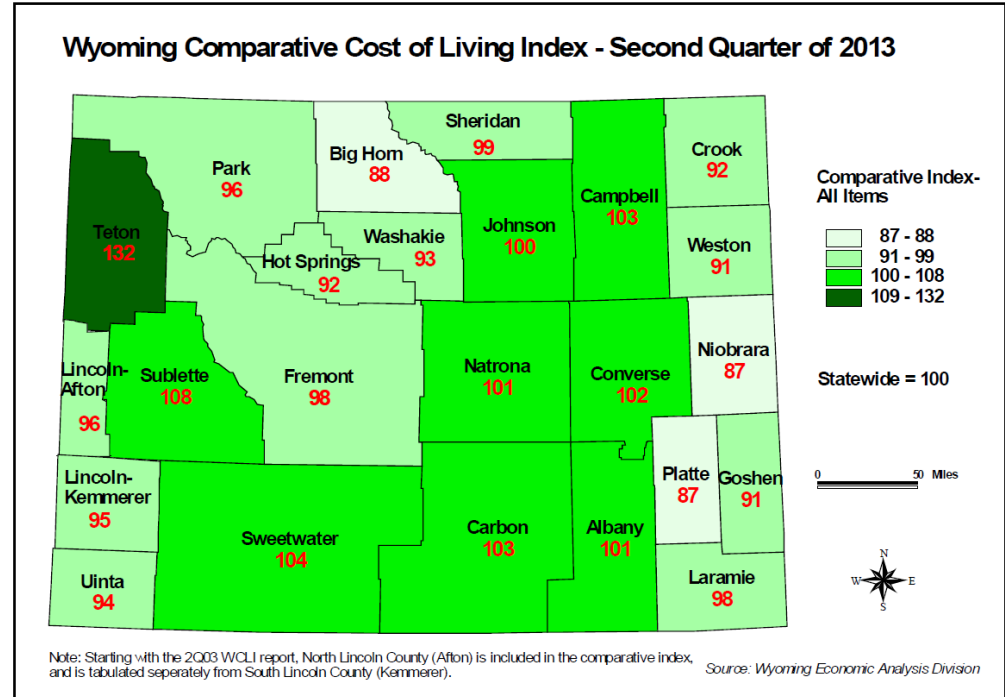 Wyoming Comparative Cost of Living Index - Second Quarter of 2013
Sheridan
99
Big Horn
88
Park
96
Crook
92
Campbell
103
Johnson
100
Teton
132
Washakie
93
Hot Springs
92
Weston
91
Niobrara
87
Natrona
101
Converse
102
Lincoln-
Afton
96
Sublette
108
Fremont
98
Platte
87
Goshen
91
Lincoln-
Kemmerer
95
Sweetwater
104
Carbon
103
Albany
101
Uinta
94
Laramie
98
Comparative Index-
All Items
87 - 88
91 - 99
100 - 108
109 - 132
Statewide = 100
0 50 Miles
N
W E
S
Note: Starting with the 2Q03 WCLI report, North Lincoln County (Afton) is included in the comparative index,
and is tabulated seperately from South Lincoln County (Kemmerer).
Source: Wyoming Economic Analysis Division